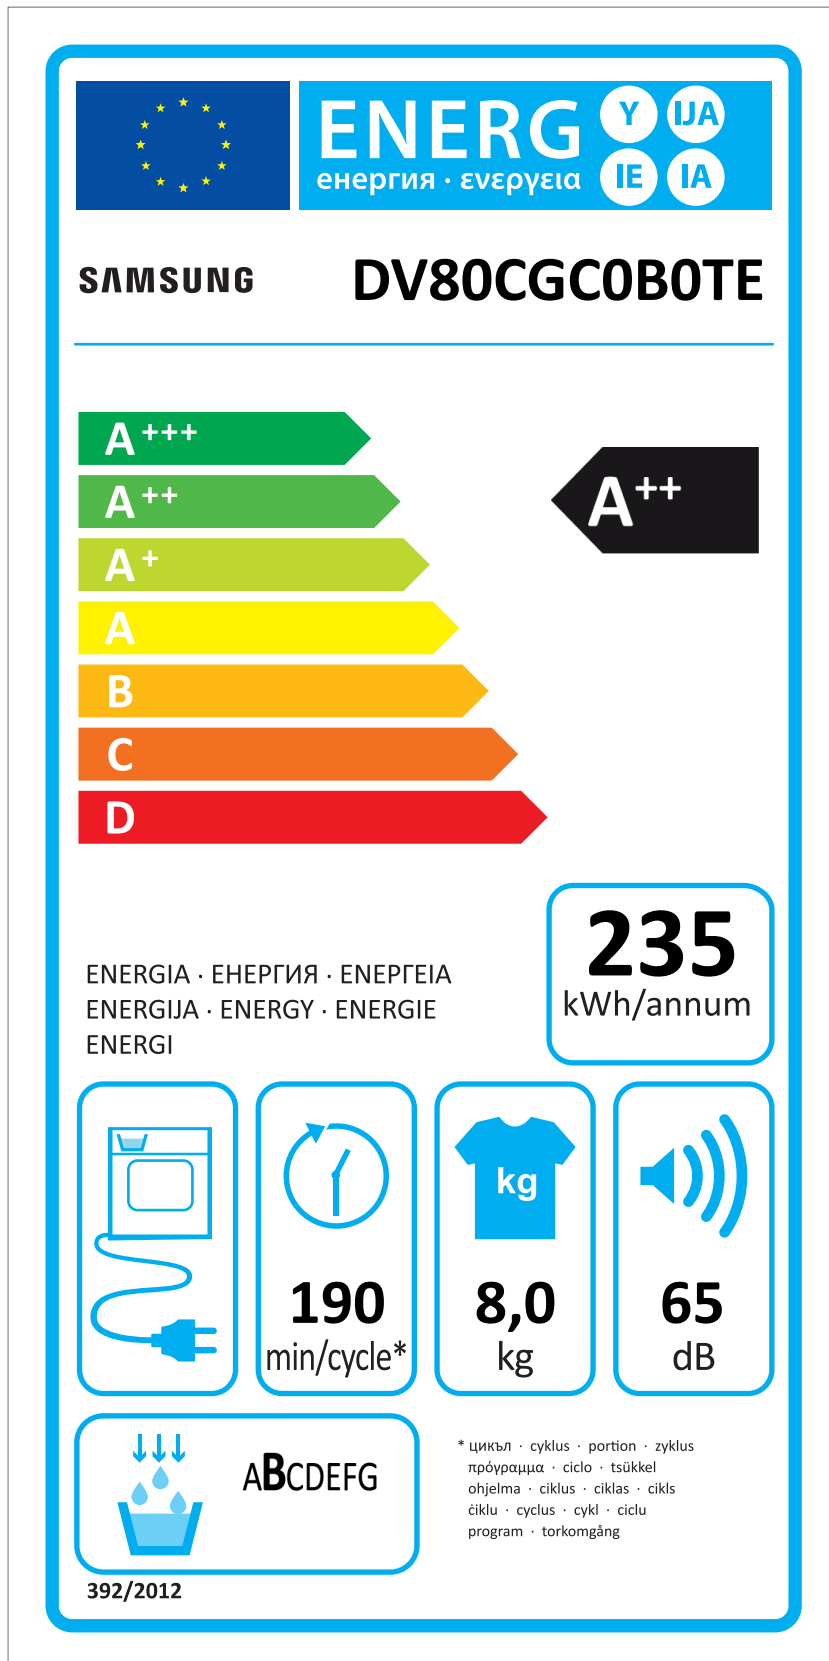 ENERG Y IJA
енергия · ενεργεια IE IA
SAMSUNG DV80CGC0B0TE
A+++
A++
A++
A+
A
B
C
D
235
kWh/annum
ENERGIA · ЕНЕРГИЯ · ΕΝΕΡΓΕΙΑ
ENERGIJA · ENERGY · ENERGIE
ENERGI
kg
190
min/cycle*
8,0
kg
65
dB
ABCDEFG
* цикъл · cyklus · portion · zyklus
πρόγραμμα · ciclo · tsükkel
ohjelma · ciklus · ciklas · cikls
ċiklu · cyclus · cykl · ciclu
program · torkomgång
392/2012